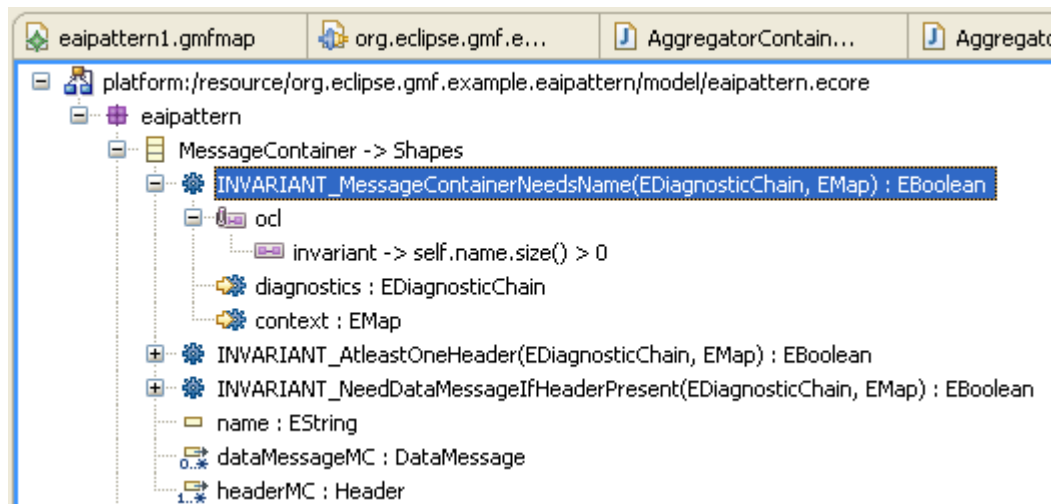 eaipattern1.gmfmap org.eclipse.gmf.e... AggregatorContain... Aggregato
platform:/resource/org.eclipse.gmf.example.eaipattern/model/eaipattern.ecore
eaipattern
MessageContainer -> Shapes
INVARIANT_MessageContainerNeedsName(EDiagnosticChain, EMap) : EBoolean
ocl
invariant -> self.name.size() > 0
diagnostics : EDiagnosticChain
context : EMap
INVARIANT_AtleastOneHeader(EDiagnosticChain, EMap) : EBoolean
INVARIANT_NeedDataMessageIfHeaderPresent(EDiagnosticChain, EMap) : EBoolean
name : EString
0..* dataMessageMC : DataMessage
1..* headerMC : Header